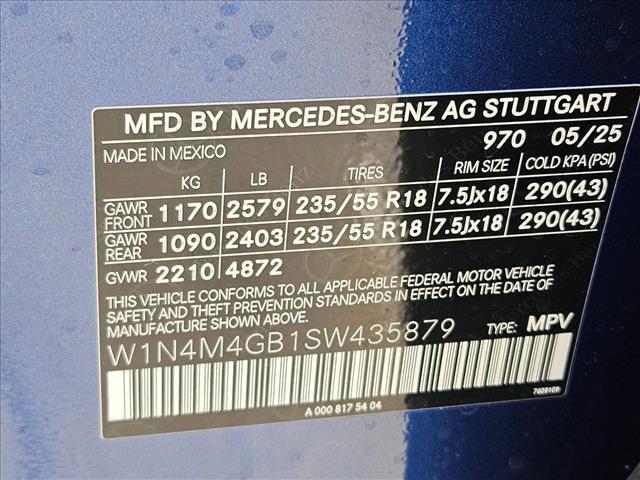 MFD BY MERCEDES-BENZ AG STUTTGART
970 05/25
MADE IN MEXICO
KG LB TIRES RIM SIZE COLD KPA(PSI)
GAWR FRONT 1170 2579 235/55 R18 7.5Jx18 290(43)
GAWR REAR 1090 2403 235/55 R18 7.5Jx18 290(43)
GVWR 2210 4872
THIS VEHICLE CONFORMS TO ALL APPLICABLE FEDERAL MOTOR VEHICLE
SAFETY AND THEFT PREVENTION STANDARDS IN EFFECT ON THE DATE OF
MANUFACTURE SHOWN ABOVE.
W1N4M4GB1SW435879 TYPE: MPV
A 000 817 54 04
7609109